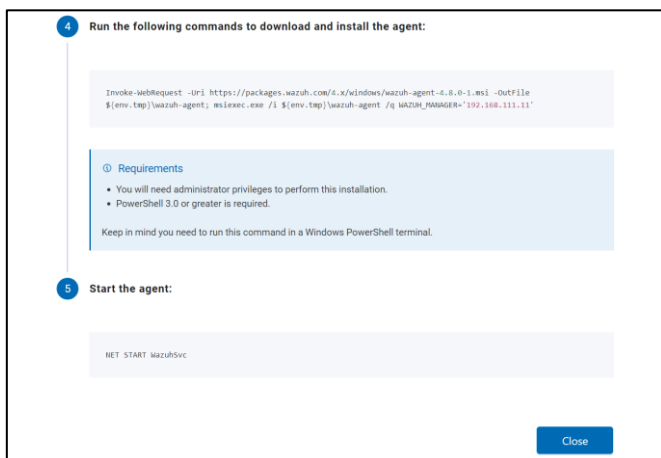 4 Run the following commands to download and install the agent:
Invoke-WebRequest -Uri https://packages.wazuh.com/4.x/windows/wazuh-agent-4.8.0-1.msi -OutFile
${env.tmp}\wazuh-agent; msiexec.exe /i ${env.tmp}\wazuh-agent /q WAZUH_MANAGER='192.168.111.11'
Requirements
• You will need administrator privileges to perform this installation.
• PowerShell 3.0 or greater is required.
Keep in mind you need to run this command in a Windows PowerShell terminal.
5 Start the agent:
NET START WazuhSvc
Close